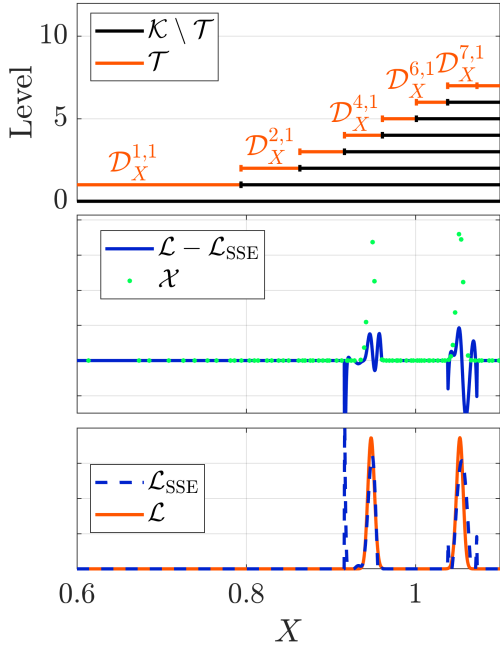 Level
10
5
0
𝒦 \ 𝒯
𝒯
𝒟_X^{1,1}
𝒟_X^{2,1}
𝒟_X^{4,1}
𝒟_X^{6,1}
𝒟_X^{7,1}
ℒ − ℒ_SSE
𝒳
ℒ_SSE
ℒ
0.6
0.8
1
X